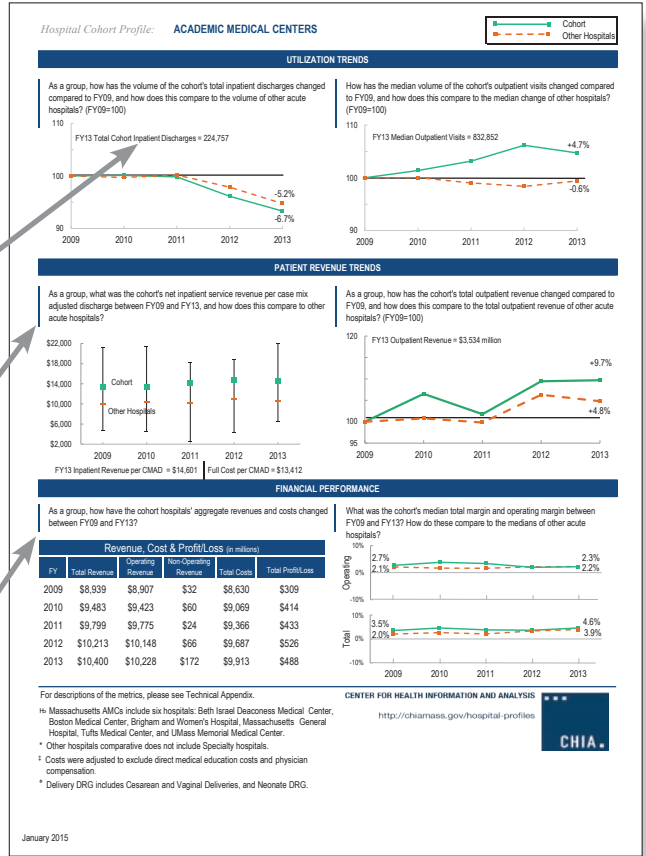 Hospital Cohort Profile: ACADEMIC MEDICAL CENTERS
Cohort
Other Hospitals
UTILIZATION TRENDS
As a group, how has the volume of the cohort's total inpatient discharges changed
compared to FY09, and how does this compare to the volume of other acute
hospitals? (FY09=100)
110
FY13 Total Cohort Inpatient Discharges = 224,757
100
-5.2%
-6.7%
90
2009 2010 2011 2012 2013
How has the median volume of the cohort's outpatient visits changed compared
to FY09, and how does this compare to the median change of other hospitals?
(FY09=100)
110
FY13 Median Outpatient Visits = 832,852
+4.7%
100
-0.6%
90
2009 2010 2011 2012 2013
PATIENT REVENUE TRENDS
As a group, what was the cohort's net inpatient service revenue per case mix
adjusted discharge between FY09 and FY13, and how does this compare to other
acute hospitals?
$22,000
$18,000
$14,000
$10,000
$6,000
$2,000
Cohort
Other Hospitals
2009 2010 2011 2012 2013
FY13 Inpatient Revenue per CMAD = $14,601 Full Cost per CMAD = $13,412
As a group, how has the cohort's total outpatient revenue changed compared to
FY09, and how does this compare to the total outpatient revenue of other acute
hospitals? (FY09=100)
120
FY13 Outpatient Revenue = $3,534 million
+9.7%
+4.8%
100
95
2009 2010 2011 2012 2013
FINANCIAL PERFORMANCE
As a group, how have the cohort hospitals' aggregate revenues and costs changed
between FY09 and FY13?
Revenue, Cost & Profit/Loss (in millions)
FY Total Revenue Operating Revenue Non-Operating Revenue Total Costs Total Profit/Loss
2009 $8,939 $8,907 $32 $8,630 $309
2010 $9,483 $9,423 $60 $9,069 $414
2011 $9,799 $9,775 $24 $9,366 $433
2012 $10,213 $10,148 $66 $9,687 $526
2013 $10,400 $10,228 $172 $9,913 $488
What was the cohort's median total margin and operating margin between
FY09 and FY13? How do these compare to the medians of other acute
hospitals?
10%
Operating
2.7%
2.1%
2.3%
2.2%
-10%
10%
Total
3.5%
2.0%
4.6%
3.9%
-10%
2009 2010 2011 2012 2013
For descriptions of the metrics, please see Technical Appendix.
Massachusetts AMCs include six hospitals: Beth Israel Deaconess Medical Center,
Boston Medical Center, Brigham and Women's Hospital, Massachusetts General
Hospital, Tufts Medical Center, and UMass Memorial Medical Center.
* Other hospitals comparative does not include Specialty hospitals.
‡ Costs were adjusted to exclude direct medical education costs and physician
compensation.
Delivery DRG includes Cesarean and Vaginal Deliveries, and Neonate DRG.
CENTER FOR HEALTH INFORMATION AND ANALYSIS
http://chiamass.gov/hospital-profiles
CHIA.
January 2015